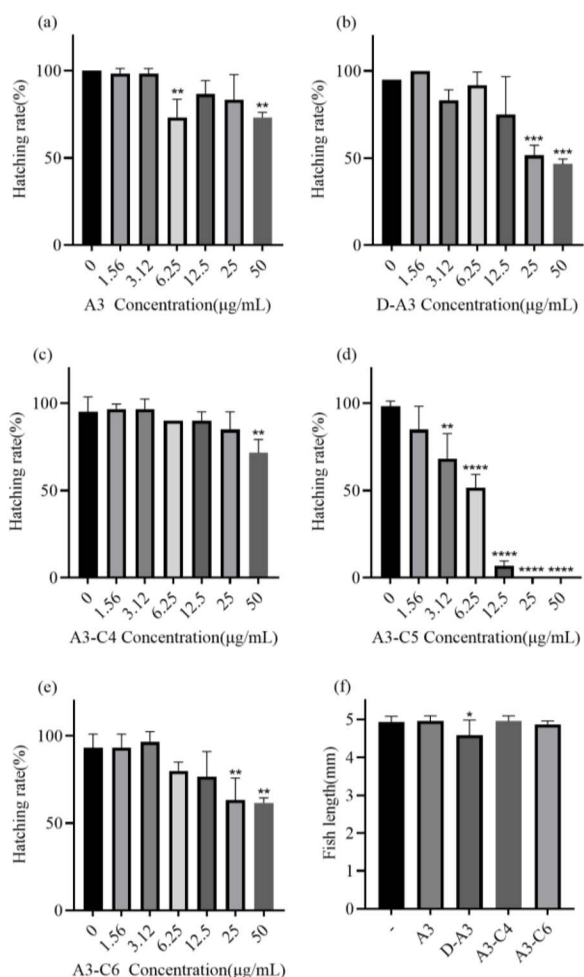 (a)
Hatching rate(%)
100
50
0
**
**
0 1.56 3.12 6.25 12.5 25 50
A3 Concentration(μg/mL)
(b)
Hatching rate(%)
100
50
0
***
***
0 1.56 3.12 6.25 12.5 25 50
D-A3 Concentration(μg/mL)
(c)
Hatching rate(%)
100
50
0
**
0 1.56 3.12 6.25 12.5 25 50
A3-C4 Concentration(μg/mL)
(d)
Hatching rate(%)
100
50
0
**
****
****
**** ****
0 1.56 3.12 6.25 12.5 25 50
A3-C5 Concentration(μg/mL)
(e)
Hatching rate(%)
100
50
0
**
**
0 1.56 3.12 6.25 12.5 25 50
A3-C6 Concentration(μg/mL)
(f)
Fish length(mm)
5
4
3
2
1
0
*
- A3 D-A3 A3-C4 A3-C6